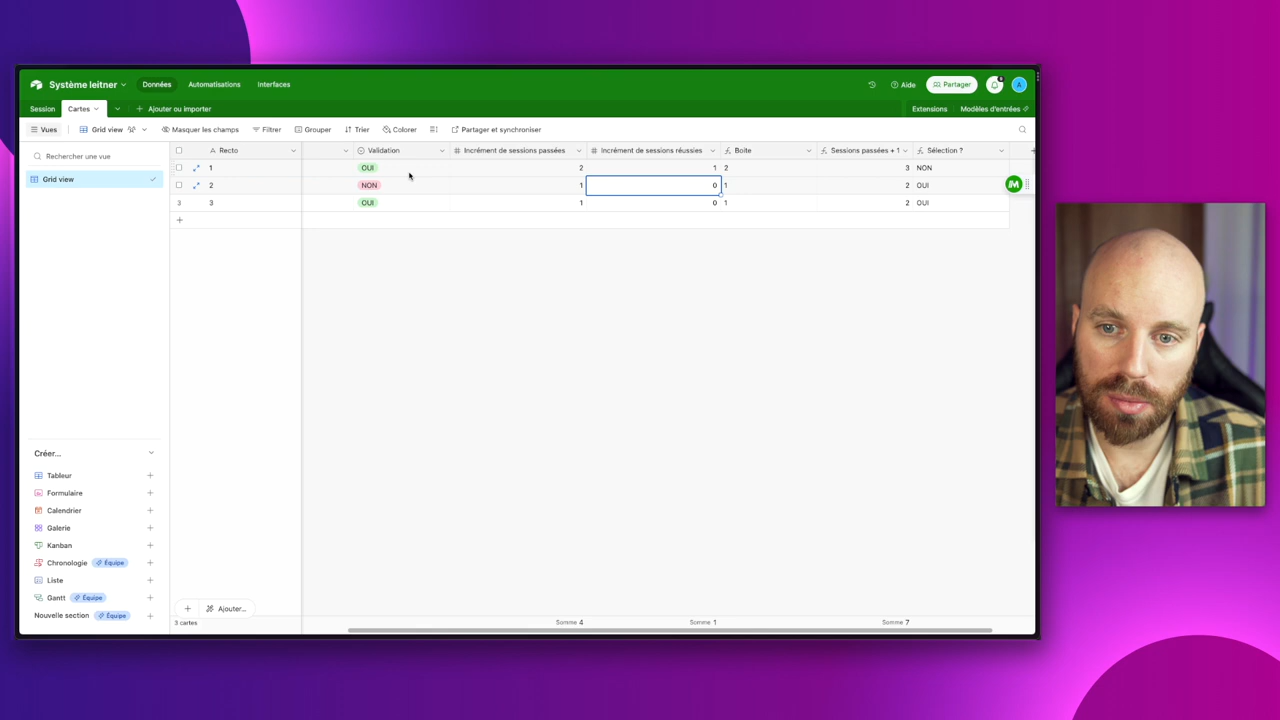 Système leitner
Données
Automatisations
Interfaces
Aide
Partager
Session
Cartes
Ajouter ou importer
Extensions
Modèles d'entrées
Vues
Grid view
Masquer les champs
Filtrer
Grouper
Trier
Colorer
Partager et synchroniser
Rechercher une vue
Grid view
Recto
Validation
Incrément de sessions passées
Incrément de sessions réussies
Boite
Sessions passées + 1
Sélection ?
1 OUI 2 1 2 3 NON
2 NON 1 0 1 2 OUI
3 3 OUI 1 0 1 2 OUI
Créer...
Tableur
Formulaire
Calendrier
Galerie
Kanban
Chronologie Équipe
Liste
Gantt Équipe
Nouvelle section Équipe
Ajouter...
3 cartes
Somme 4
Somme 1
Somme 7